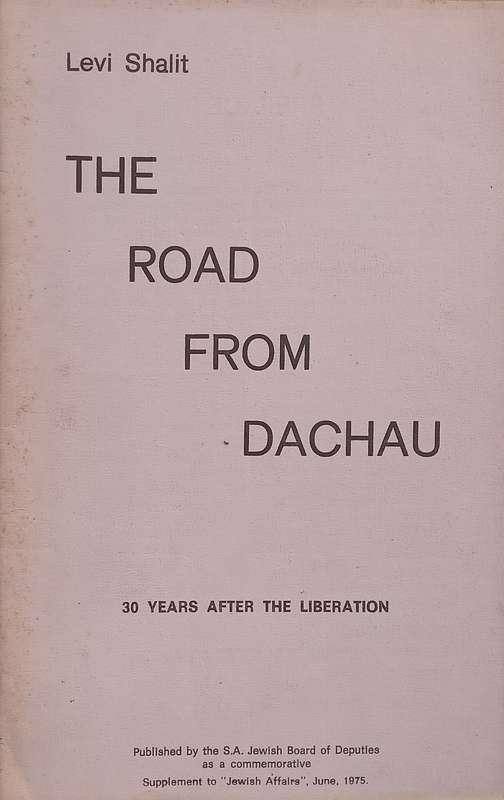 Levi Shalit
THE
ROAD
FROM
DACHAU
30 YEARS AFTER THE LIBERATION
Published by the S.A. Jewish Board of Deputies
as a commemorative
Supplement to "Jewish Affairs", June, 1975.